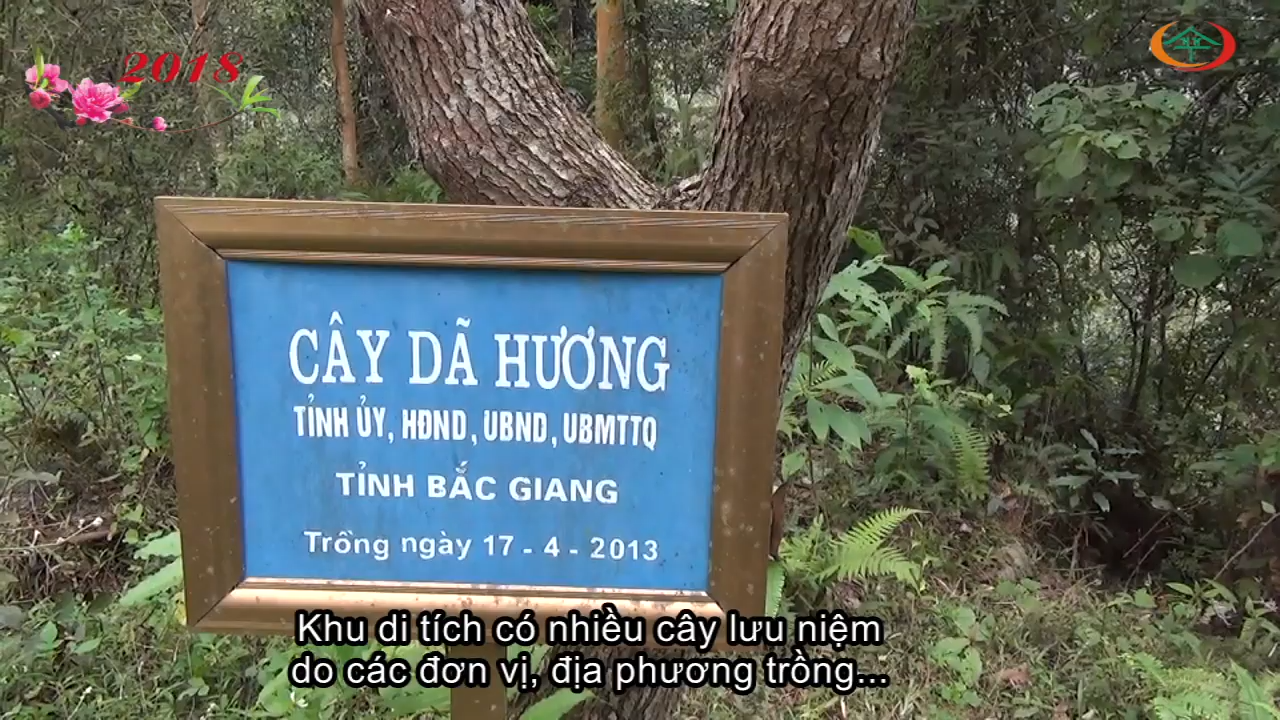 2018
CÂY DÃ HƯƠNG
TỈNH ỦY, HĐND, UBND, UBMTTQ
TỈNH BẮC GIANG
Trồng ngày 17 - 4 - 2013
Khu di tích có nhiều cây lưu niệm
do các đơn vị, địa phương trồng...